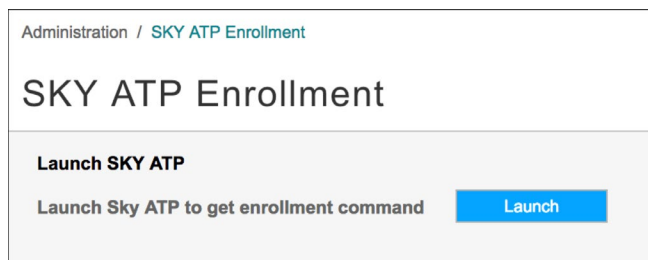 Administration / SKY ATP Enrollment
SKY ATP Enrollment
Launch SKY ATP
Launch Sky ATP to get enrollment command Launch